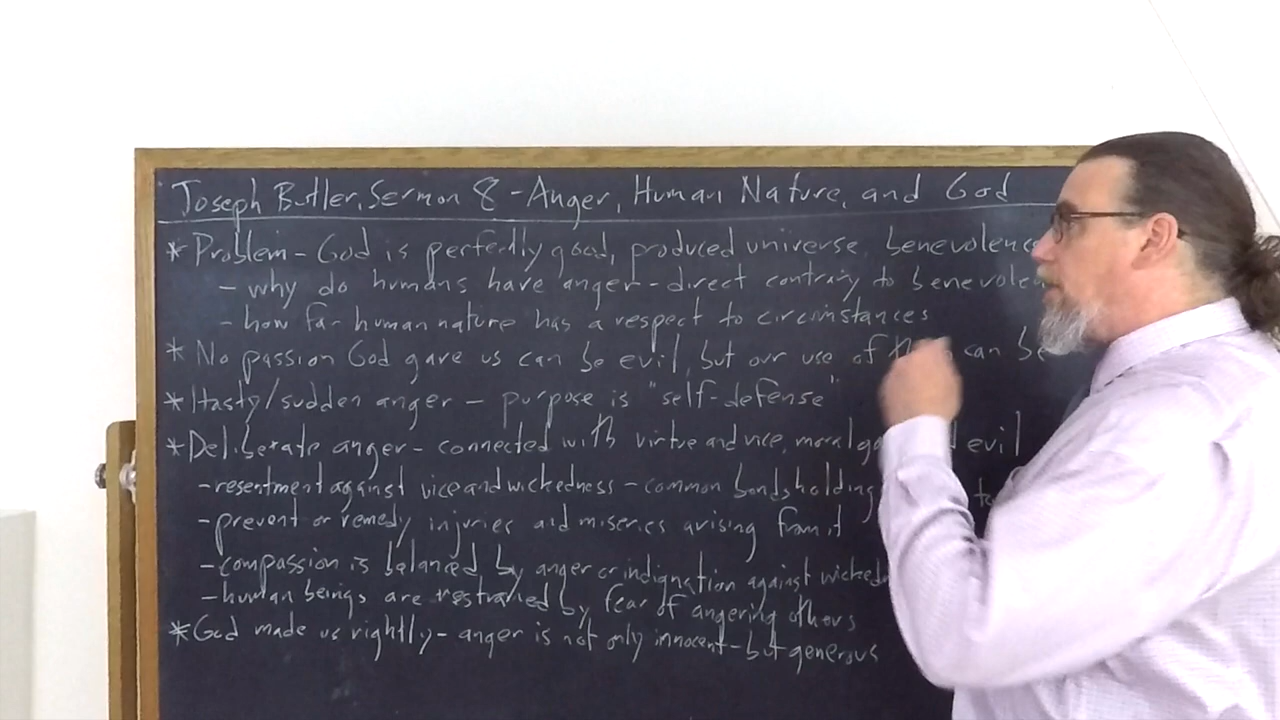 Joseph Butler, Sermon 8 - Anger, Human Nature, and God
* Problem - God is perfectly good, produced universe, benevolence
- why do humans have anger - direct contrary to benevolen
- how far human nature has a respect to circumstances
* No passion God gave us can be evil, but our use of can be
* Hasty/sudden anger - purpose is "self-defense"
* Deliberate anger - connected with virtue and vice, moral evil
- resentment against vice and wickedness - common bonds holding
- prevent or remedy injuries and miseries arising from it
- compassion is balanced by anger or indignation against wicked
- human beings are restrained by fear of angering others
* God made us rightly - anger is not only innocent - but generous